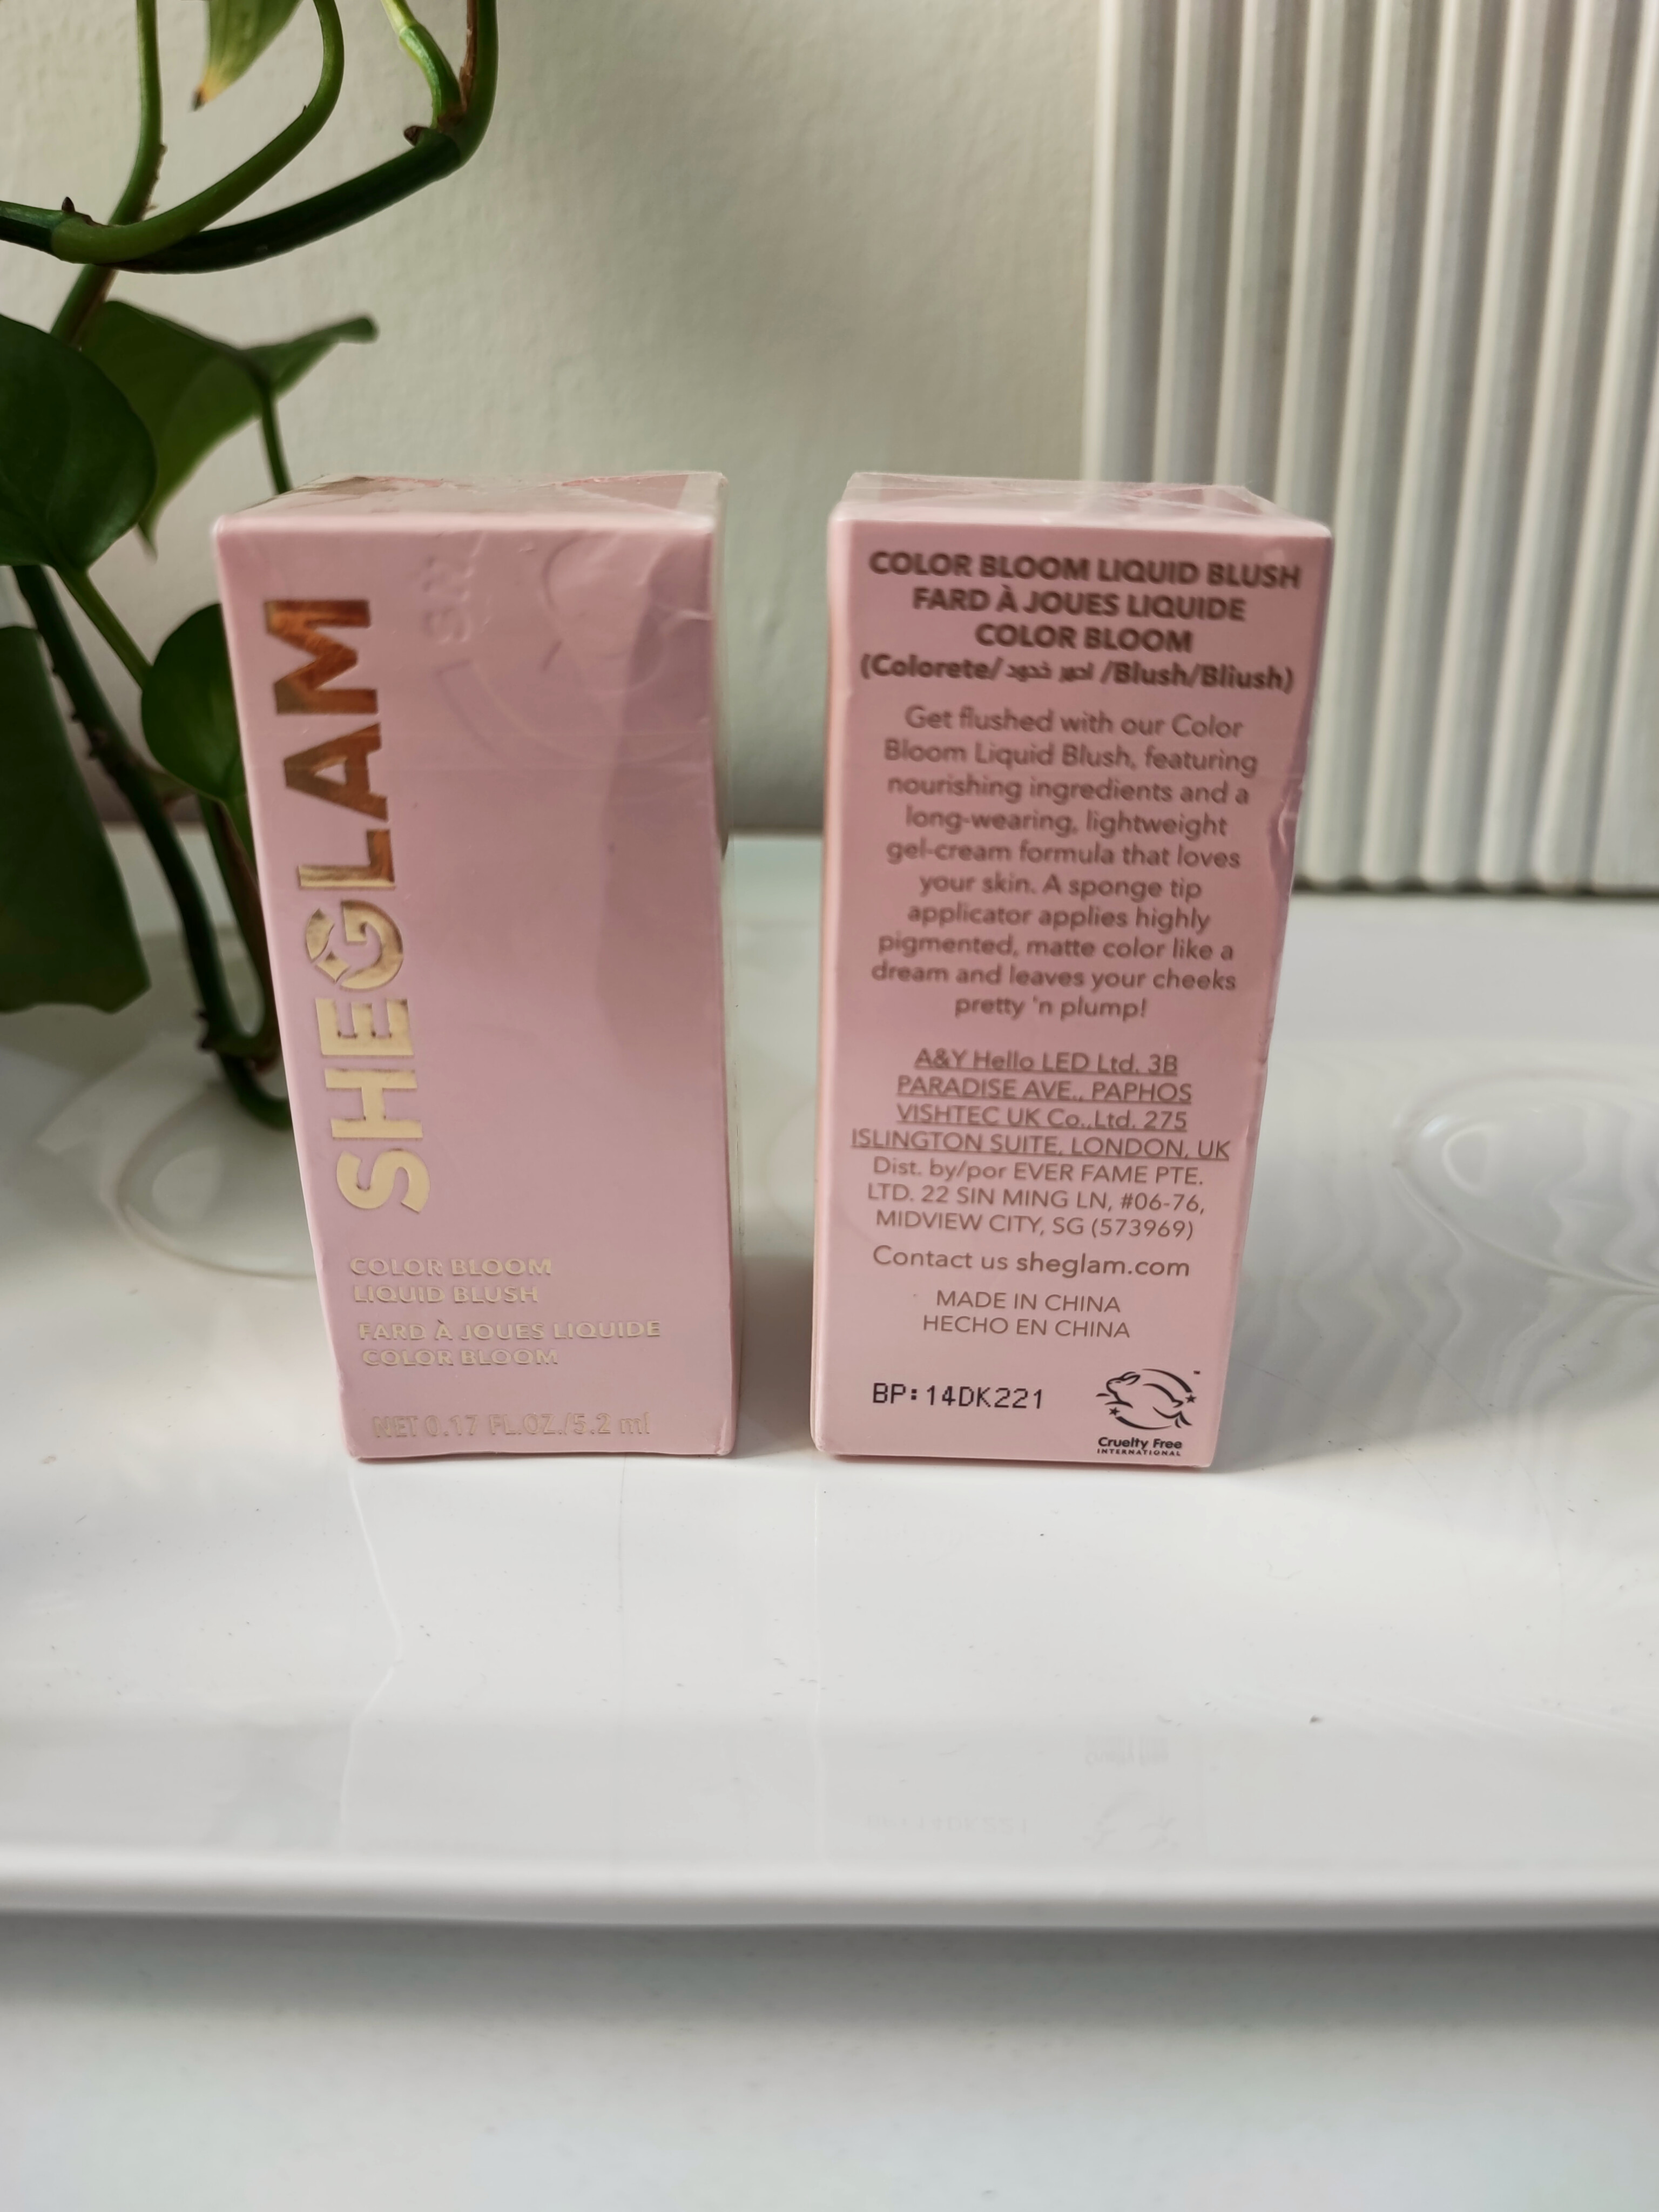 SHEGLAM
COLOR BLOOM
LIQUID BLUSH
FARD À JOUES LIQUIDE
COLOR BLOOM
NET 0.17 FL.OZ./5.2 ml
COLOR BLOOM LIQUID BLUSH
FARD À JOUES LIQUIDE
COLOR BLOOM
(Colorete/ احمر خدود /Blush/Bliush)
Get flushed with our Color
Bloom Liquid Blush, featuring
nourishing ingredients and a
long-wearing, lightweight
gel-cream formula that loves
your skin. A sponge tip
applicator applies highly
pigmented, matte color like a
dream and leaves your cheeks
pretty 'n plump!
A&Y Hello LED Ltd. 3B
PARADISE AVE., PAPHOS
VISHTEC UK Co.,Ltd. 275
ISLINGTON SUITE, LONDON, UK
Dist. by/por EVER FAME PTE.
LTD. 22 SIN MING LN, #06-76,
MIDVIEW CITY, SG (573969)
Contact us sheglam.com
MADE IN CHINA
HECHO EN CHINA
BP:14DK221
Cruelty Free
INTERNATIONAL